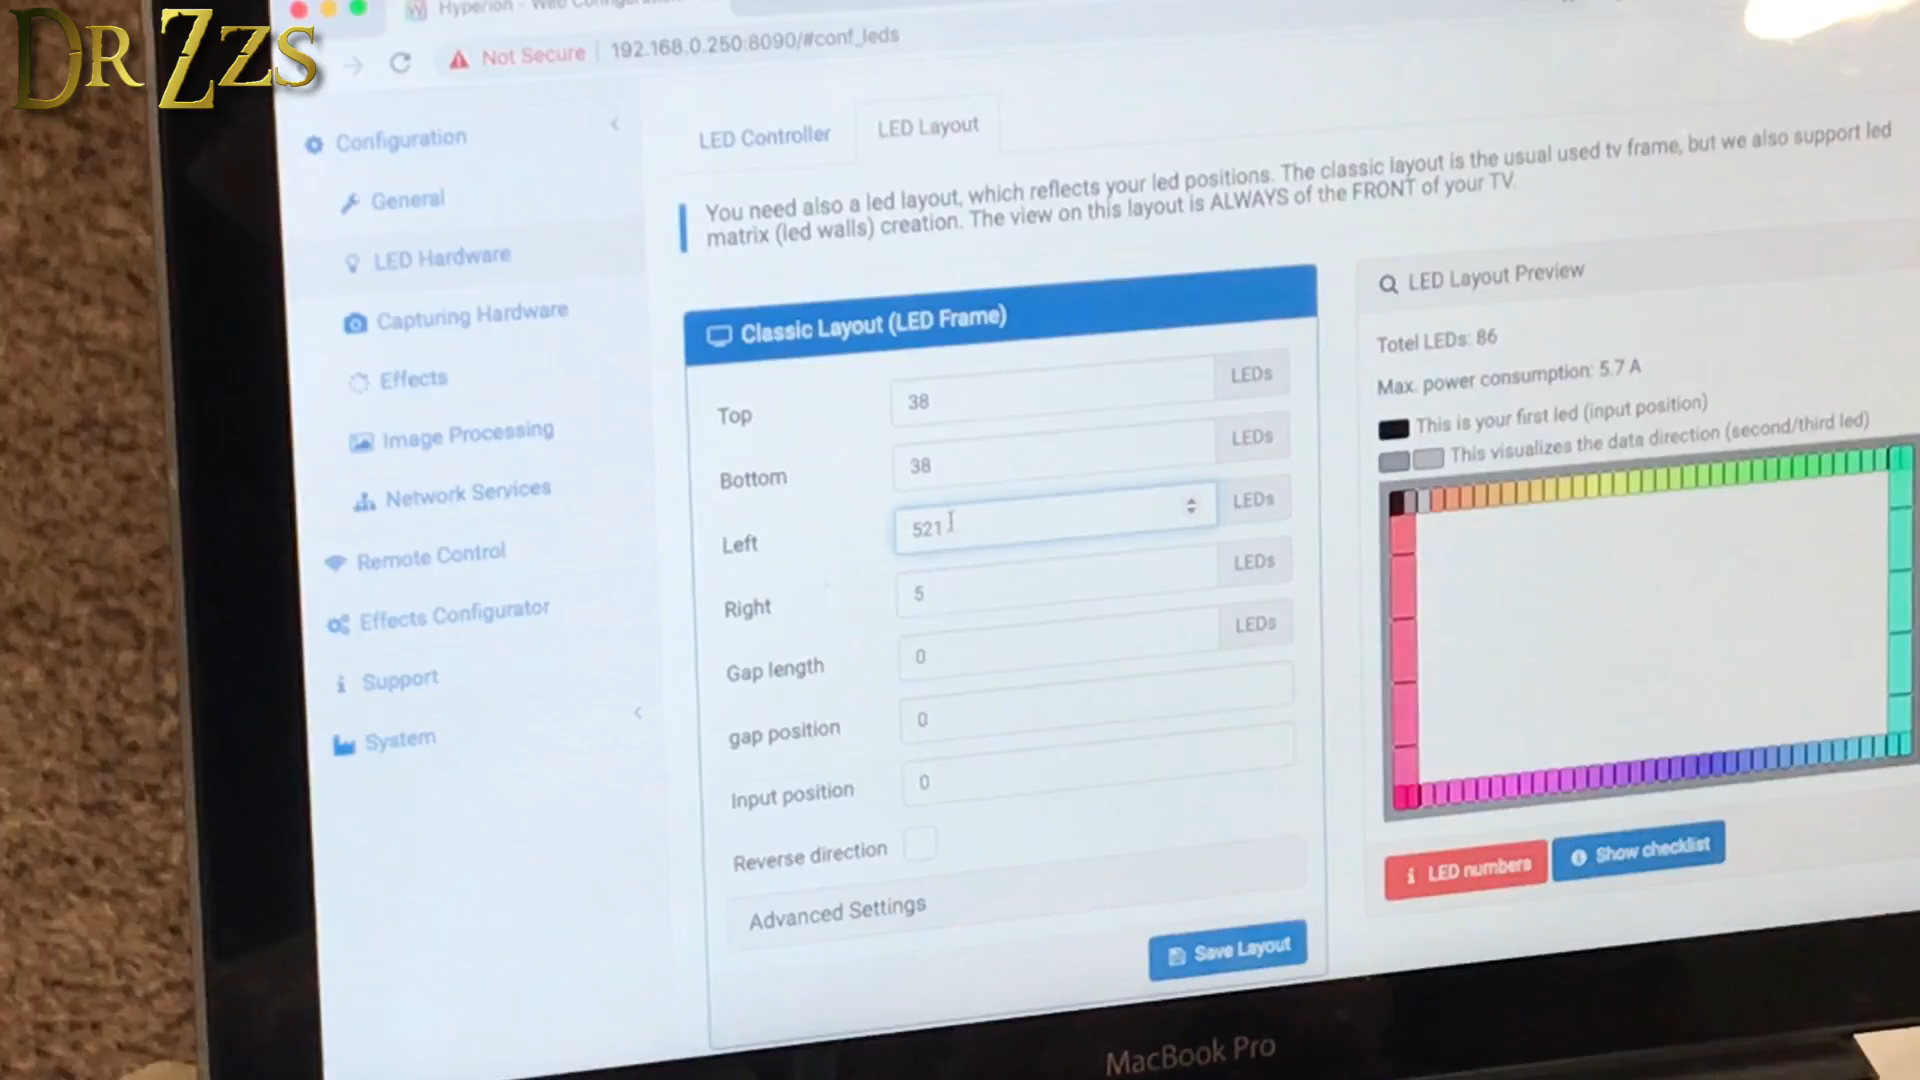 DR ZZS
Hyperion - Web Configuration
Not Secure | 192.168.0.250:8090/#conf_leds
Configuration
General
LED Hardware
Capturing Hardware
Effects
Image Processing
Network Services
Remote Control
Effects Configurator
Support
System
LED Controller
LED Layout
You need also a led layout, which reflects your led positions. The classic layout is the usual used tv frame, but we also support led
matrix (led walls) creation. The view on this layout is ALWAYS of the FRONT of your TV.
Classic Layout (LED Frame)
Top 38 LEDs
Bottom 38 LEDs
Left 521 LEDs
Right 5 LEDs
Gap length 0 LEDs
gap position 0
Input position 0
Reverse direction
Advanced Settings
Save Layout
LED Layout Preview
Totel LEDs: 86
Max. power consumption: 5.7 A
This is your first led (input position)
This visualizes the data direction (second/third led)
LED numbers
Show checklist
MacBook Pro